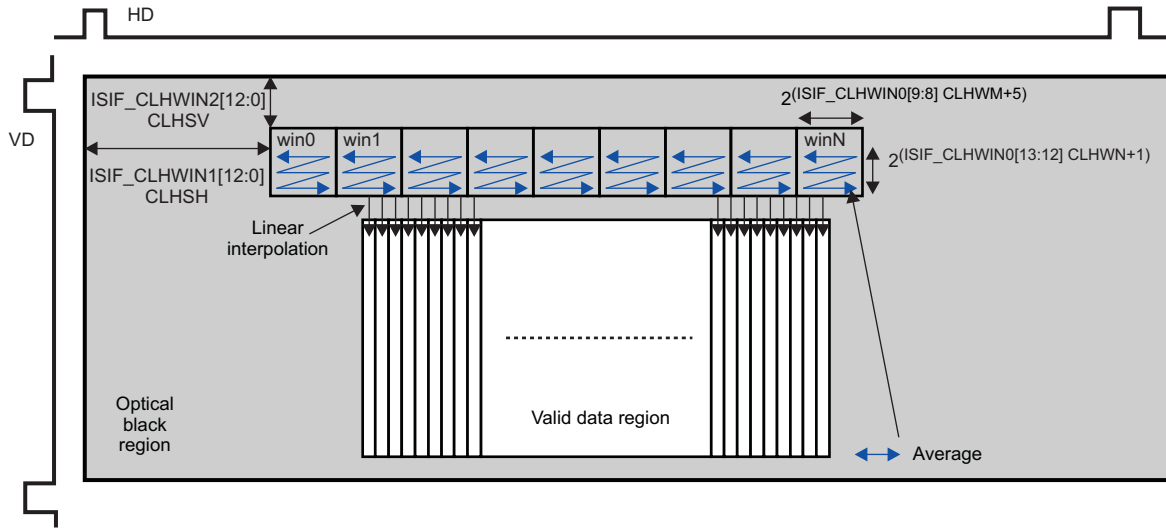 HD
VD
ISIF_CLHWIN2[12:0]
CLHSV
ISIF_CLHWIN1[12:0]
CLHSH
2(ISIF_CLHWIN0[9:8] CLHWM+5)
win0
win1
winN
2(ISIF_CLHWIN0[13:12] CLHWN+1)
Linear
interpolation
Optical
black
region
Valid data region
Average